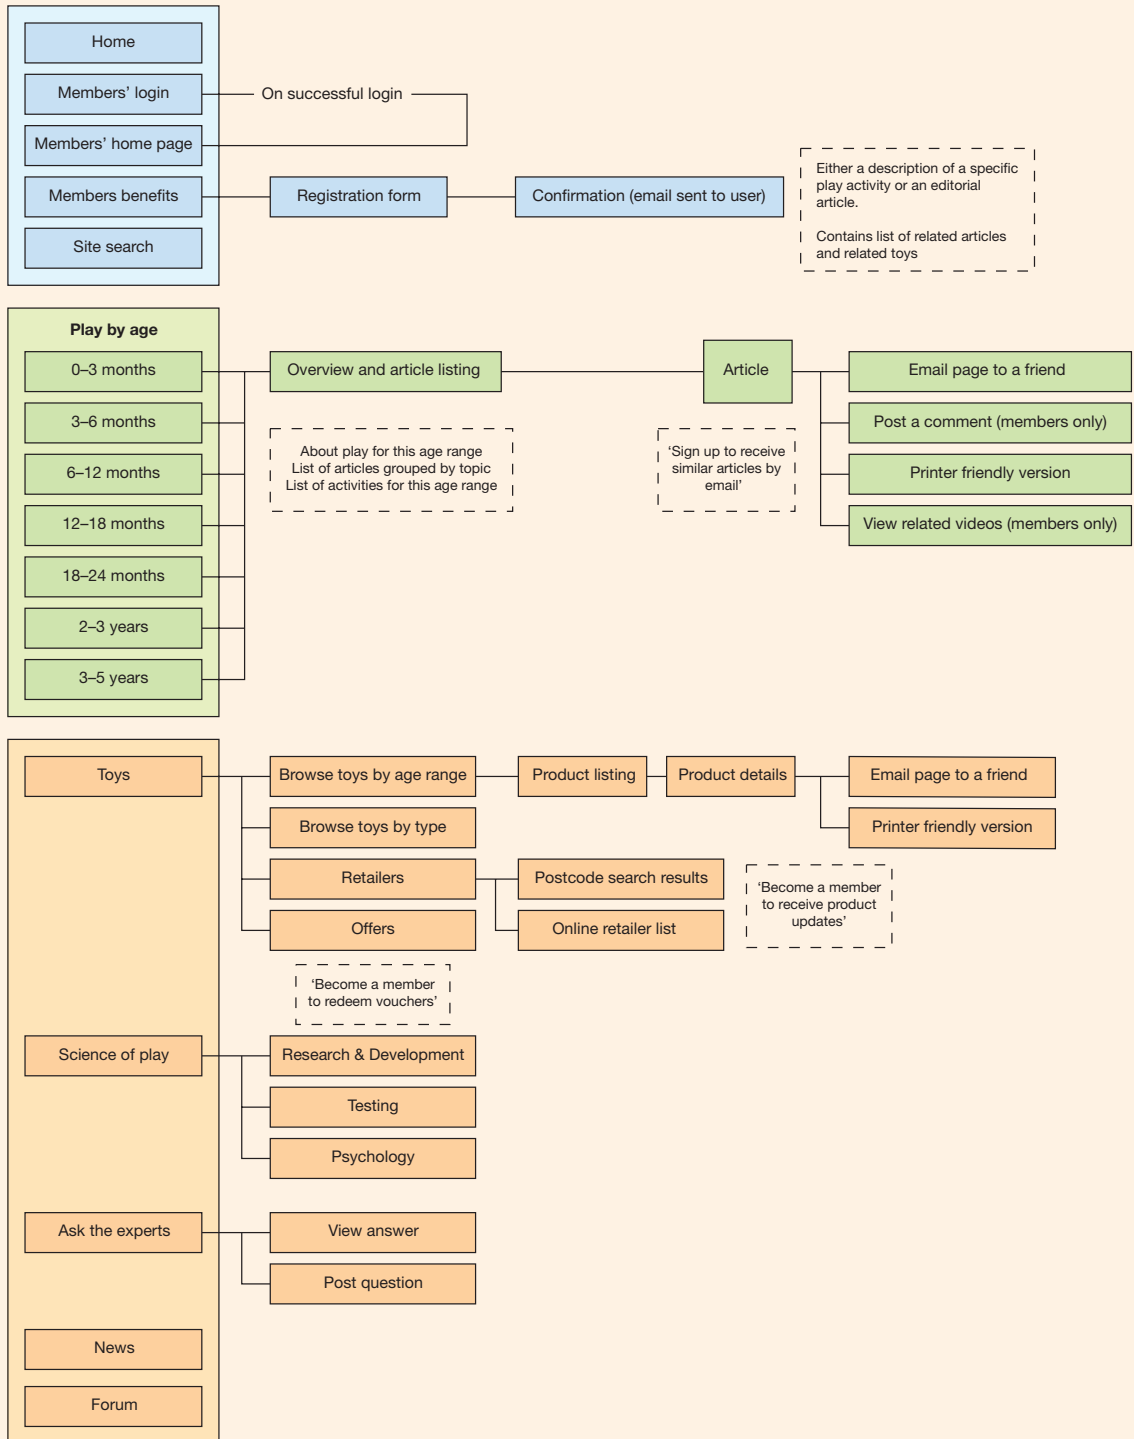 Home
Members’ login
On successful login
Members’ home page
Members benefits
Registration form
Confirmation (email sent to user)
Site search
Either a description of a specific
play activity or an editorial
article.
Contains list of related articles
and related toys
Play by age
0–3 months
3–6 months
6–12 months
12–18 months
18–24 months
2–3 years
3–5 years
Overview and article listing
About play for this age range
List of articles grouped by topic
List of activities for this age range
Article
‘Sign up to receive
similar articles by
email’
Email page to a friend
Post a comment (members only)
Printer friendly version
View related videos (members only)
Toys
Browse toys by age range
Product listing
Product details
Email page to a friend
Printer friendly version
Browse toys by type
Retailers
Postcode search results
Online retailer list
‘Become a member
to receive product
updates’
Offers
‘Become a member
to redeem vouchers’
Science of play
Research & Development
Testing
Psychology
Ask the experts
View answer
Post question
News
Forum